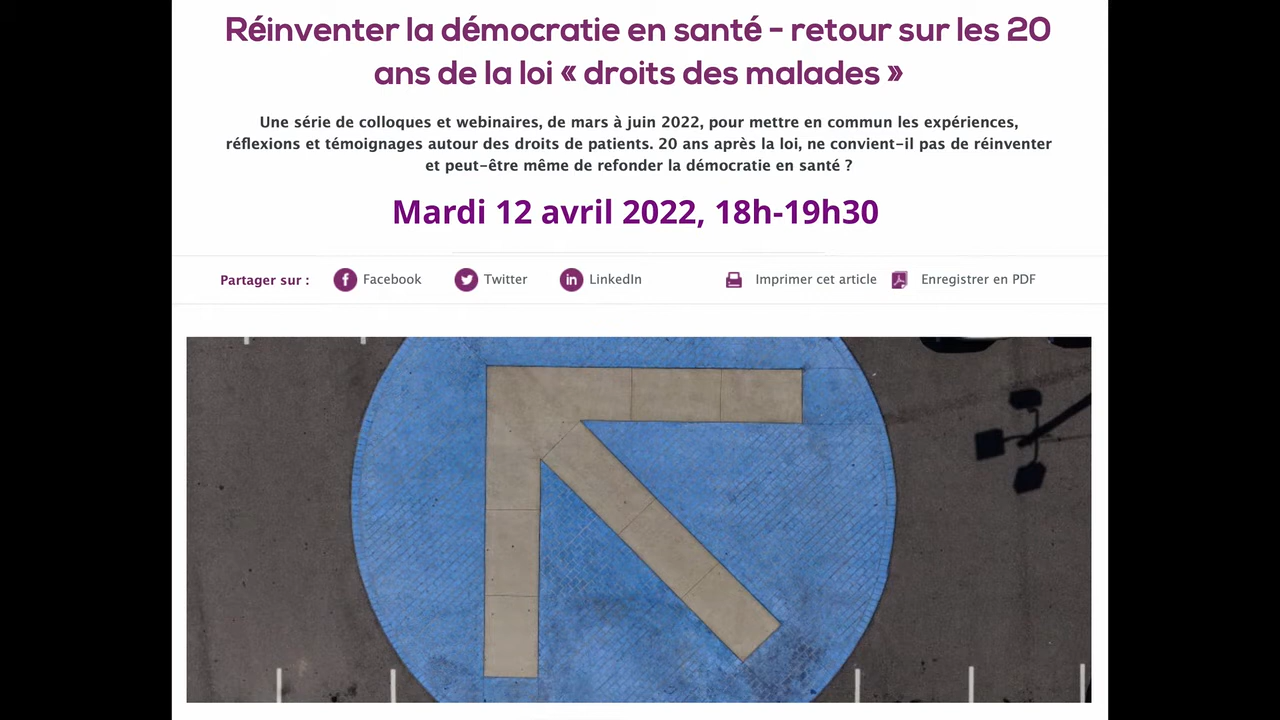 Réinventer la démocratie en santé - retour sur les 20
ans de la loi « droits des malades »
Une série de colloques et webinaires, de mars à juin 2022, pour mettre en commun les expériences,
réflexions et témoignages autour des droits de patients. 20 ans après la loi, ne convient-il pas de réinventer
et peut-être même de refonder la démocratie en santé ?
Mardi 12 avril 2022, 18h-19h30
Partager sur : Facebook Twitter LinkedIn Imprimer cet article Enregistrer en PDF